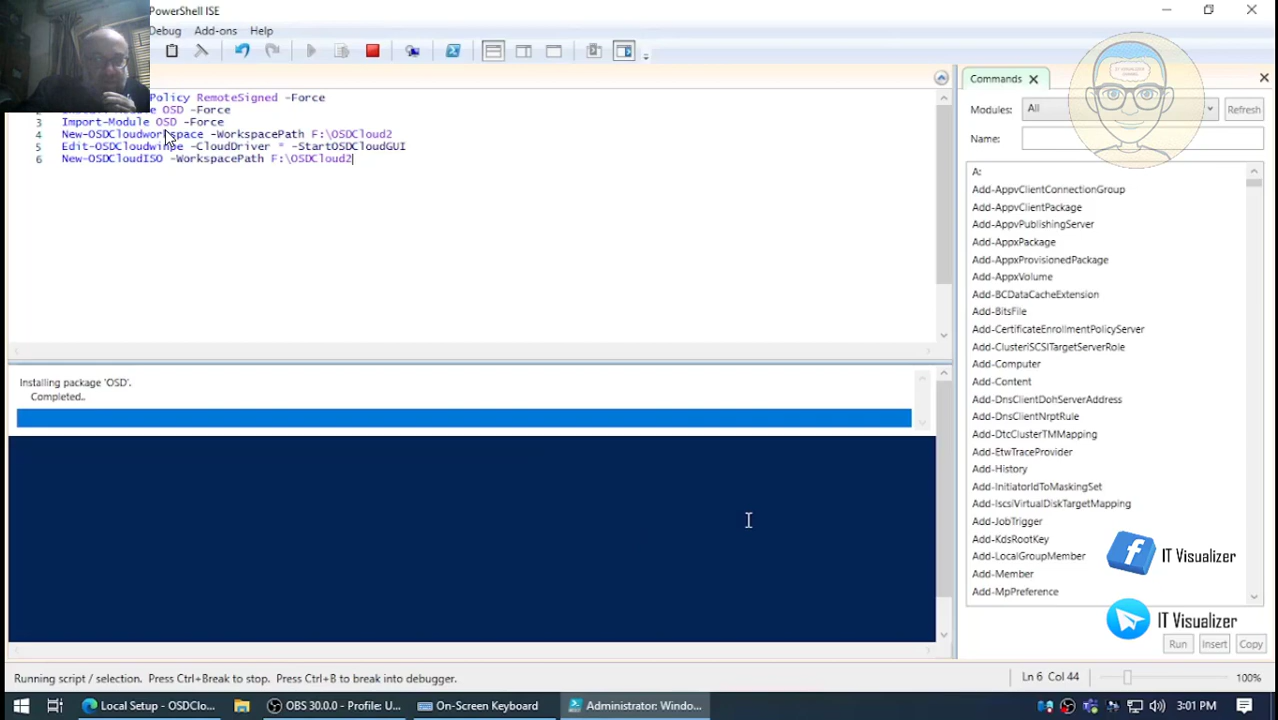 PowerShell ISE
Debug Add-ons Help
Policy RemoteSigned -Force
OSD -Force
Import-Module OSD -Force
4 New-OSDCloudworkspace -WorkspacePath F:\OSDCloud2
5 Edit-OSDCloudwinpe -CloudDriver * -StartOSDCloudGUI
6 New-OSDCloudISO -WorkspacePath F:\OSDCloud2
Installing package 'OSD'.
Completed..
Commands
Modules: All Refresh
Name:
A:
Add-AppvClientConnectionGroup
Add-AppvClientPackage
Add-AppvPublishingServer
Add-AppxPackage
Add-AppxProvisionedPackage
Add-AppxVolume
Add-BCDataCacheExtension
Add-BitsFile
Add-CertificateEnrollmentPolicyServer
Add-ClusteriSCSITargetServerRole
Add-Computer
Add-Content
Add-DnsClientDohServerAddress
Add-DnsClientNrptRule
Add-DtcClusterTMMapping
Add-EtwTraceProvider
Add-History
Add-InitiatorIdToMaskingSet
Add-IscsiVirtualDiskTargetMapping
Add-JobTrigger
Add-KdsRootKey
Add-LocalGroupMember
Add-Member
Add-MpPreference
IT Visualizer
IT Visualizer
Run Insert Copy
Running script / selection. Press Ctrl+Break to stop. Press Ctrl+B to break into debugger.
Ln 6 Col 44 100%
Local Setup - OSDClo... OBS 30.0.0 - Profile: U... On-Screen Keyboard Administrator: Windo... 3:01 PM